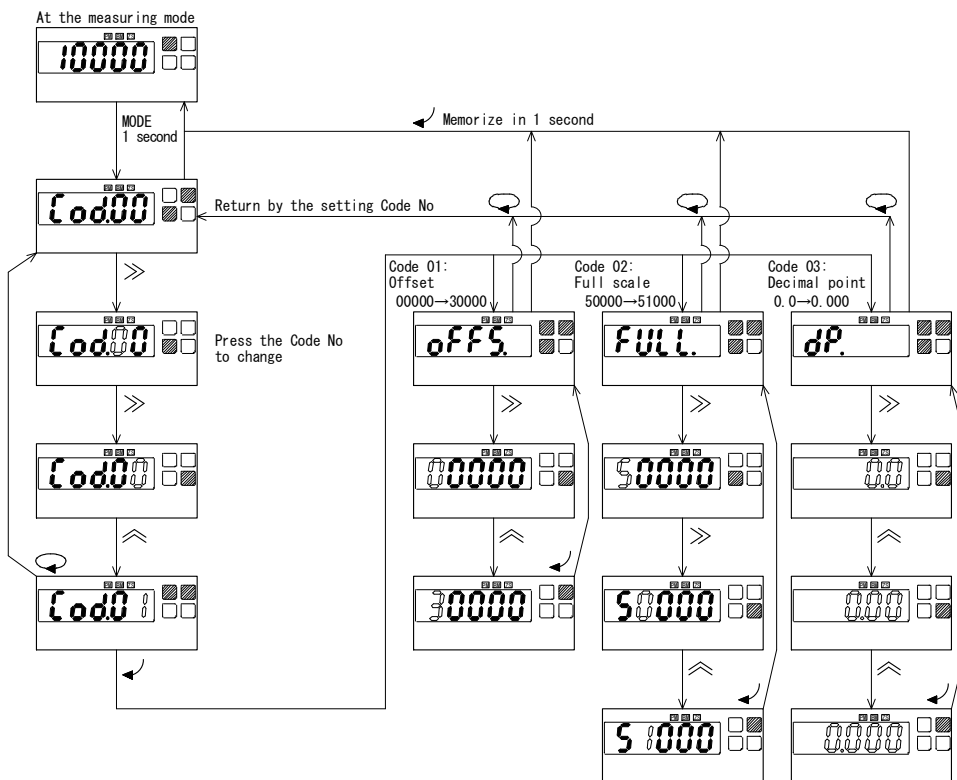 At the measuring mode
10000
MODE
1 second
Memorize in 1 second
Cod.00
Return by the setting Code No
Code 01:
Offset
00000→30000
Code 02:
Full scale
50000→51000
Code 03:
Decimal point
0.0→0.000
Cod.00
Press the Code No
to change
oFFS.
FULL.
dP.
Cod.00
00000
50000
0.0
Cod.01
30000
50000
0.00
51000
0.000